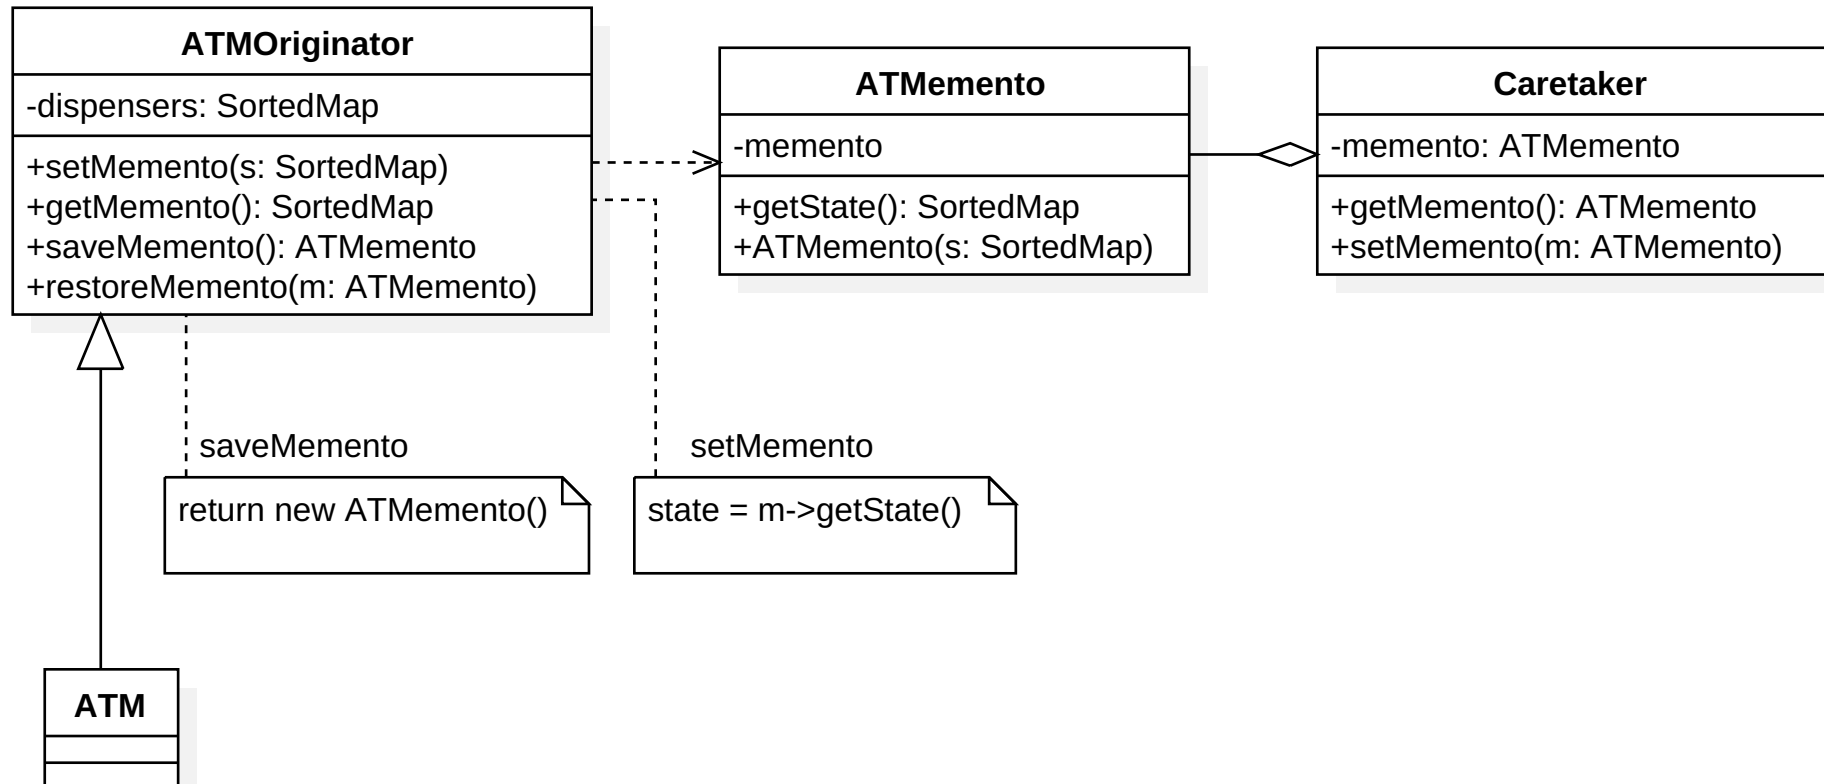 ATMOriginator
-dispensers: SortedMap
+setMemento(s: SortedMap)
+getMemento(): SortedMap
+saveMemento(): ATMemento
+restoreMemento(m: ATMemento)
ATMemento
-memento
+getState(): SortedMap
+ATMemento(s: SortedMap)
Caretaker
-memento: ATMemento
+getMemento(): ATMemento
+setMemento(m: ATMemento)
saveMemento
return new ATMemento()
setMemento
state = m->getState()
ATM